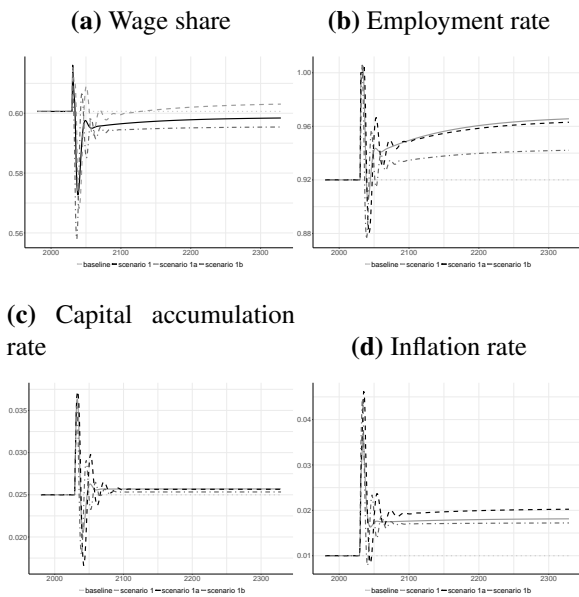 (a) Wage share
(b) Employment rate
0.60
0.58
0.56
2000 2100 2200 2300
baseline scenario 1 scenario 1a scenario 1b
1.00
0.96
0.92
0.88
2000 2100 2200 2300
baseline scenario 1 scenario 1a scenario 1b
(c) Capital accumulation
rate
(d) Inflation rate
0.035
0.030
0.025
0.020
2000 2100 2200 2300
baseline scenario 1 scenario 1a scenario 1b
0.04
0.03
0.02
0.01
2000 2100 2200 2300
baseline scenario 1 scenario 1a scenario 1b